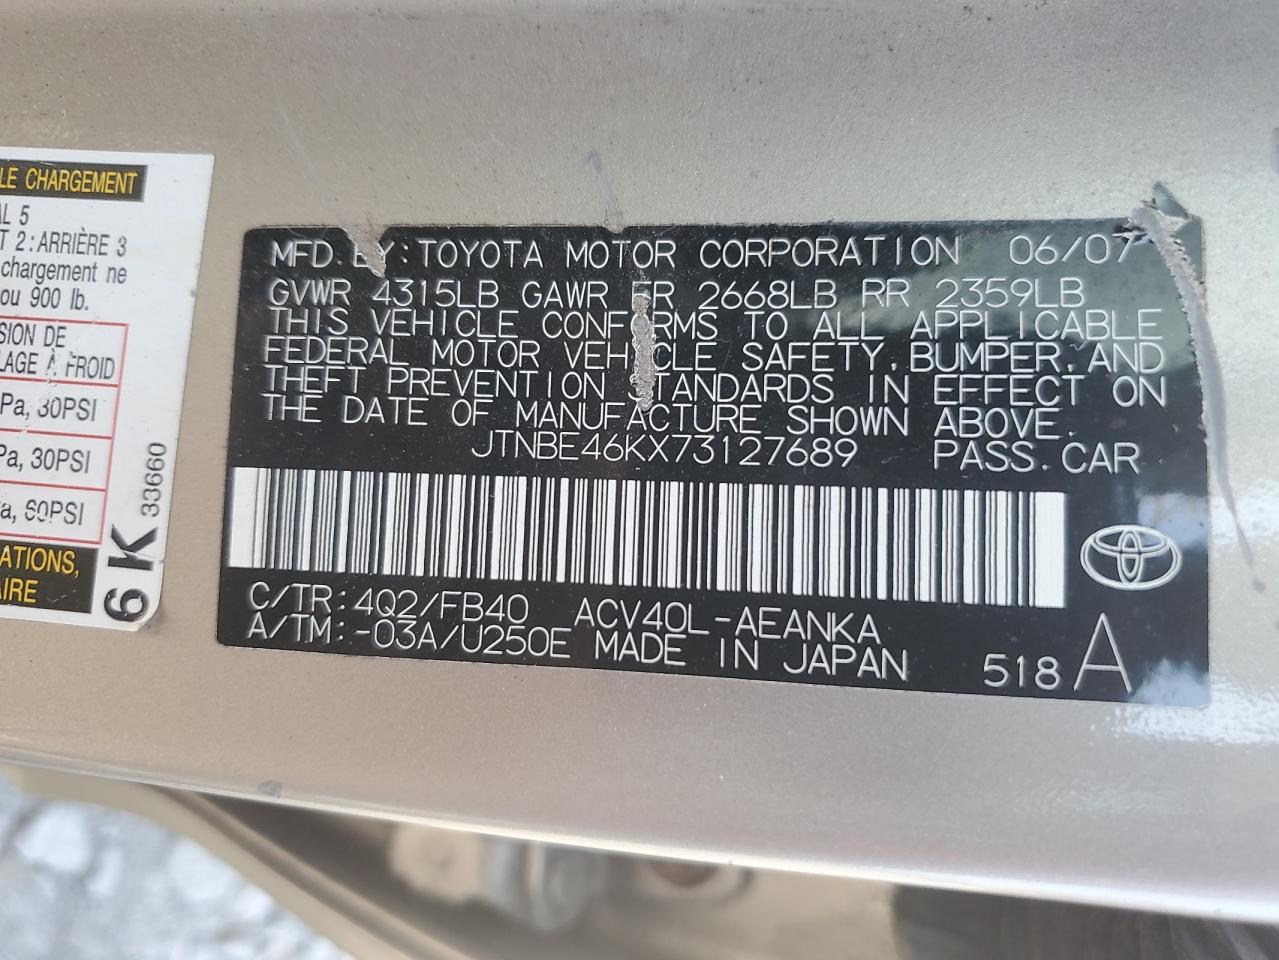 LE CHARGEMENT
AL 5
T 2 : ARRIÈRE 3
chargement ne
ou 900 lb.
SION DE
LAGE À FROID
Pa, 30PSI
Pa, 30PSI
a, 60PSI
ATIONS,
AIRE
6K 33660
MFD. BY: TOYOTA MOTOR CORPORATION 06/07
GVWR 4315LB GAWR FR 2668LB RR 2359LB
THIS VEHICLE CONFORMS TO ALL APPLICABLE
FEDERAL MOTOR VEHICLE SAFETY, BUMPER, AND
THEFT PREVENTION STANDARDS IN EFFECT ON
THE DATE OF MANUFACTURE SHOWN ABOVE.
JTNBE46KX73127689 PASS. CAR
C/TR: 4Q2/FB40 ACV40L-AEANKA
A/TM: -03A/U250E MADE IN JAPAN 518 A